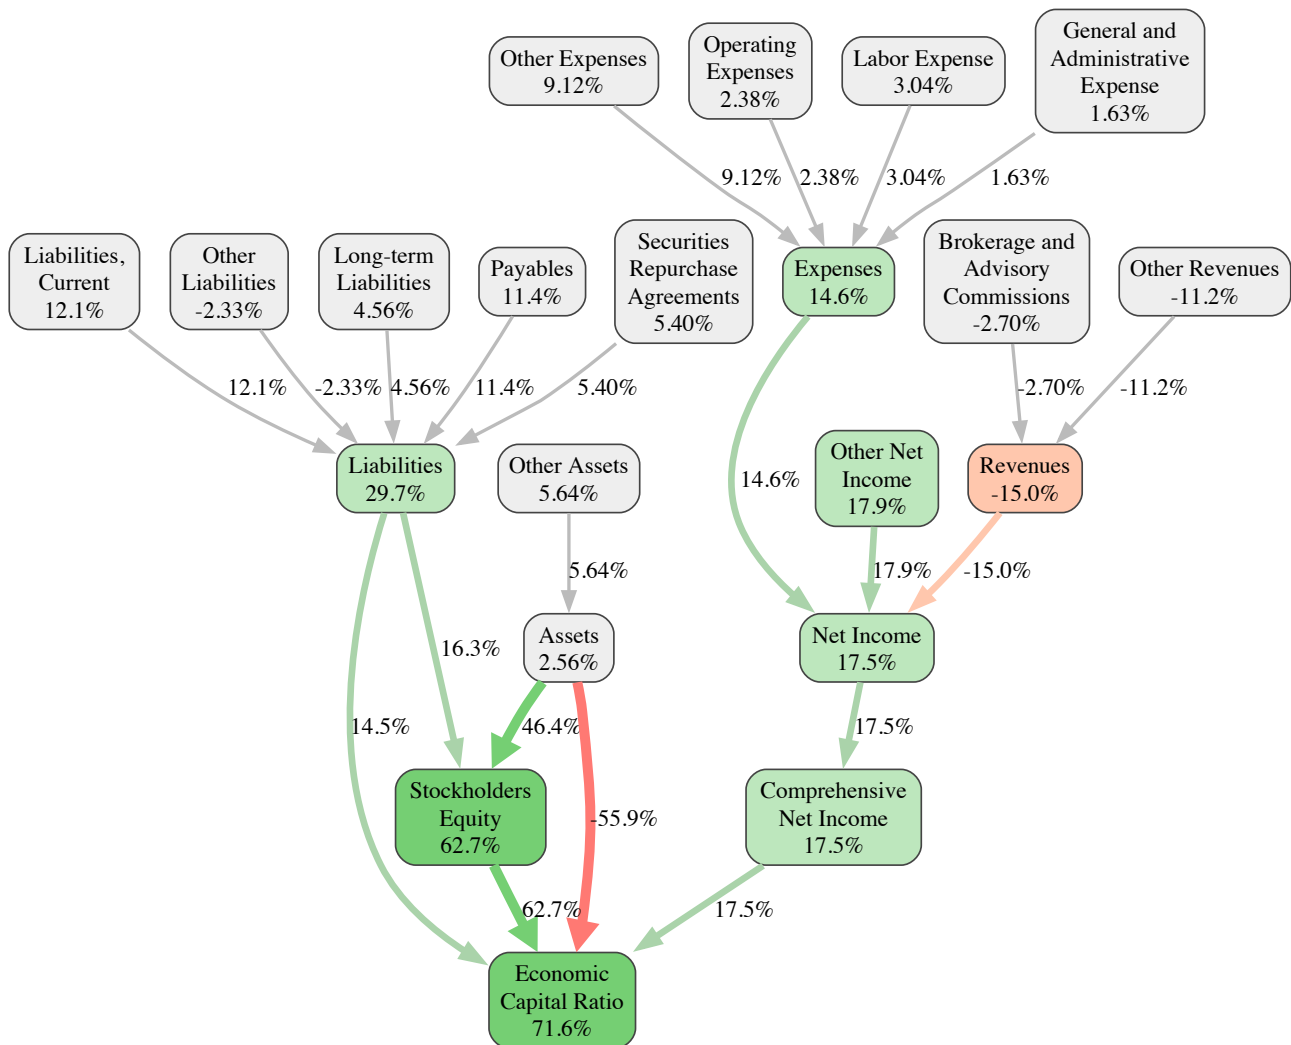 Other Expenses
9.12%
Operating
Expenses
2.38%
Labor Expense
3.04%
General and
Administrative
Expense
1.63%
9.12%
2.38%
3.04%
1.63%
Liabilities,
Current
12.1%
Other
Liabilities
-2.33%
Long-term
Liabilities
4.56%
Payables
11.4%
Securities
Repurchase
Agreements
5.40%
Expenses
14.6%
Brokerage and
Advisory
Commissions
-2.70%
Other Revenues
-11.2%
12.1%
-2.33%
4.56%
11.4%
5.40%
-2.70%
-11.2%
Liabilities
29.7%
Other Assets
5.64%
14.6%
Other Net
Income
17.9%
Revenues
-15.0%
5.64%
17.9%
-15.0%
16.3%
Assets
2.56%
Net Income
17.5%
14.5%
46.4%
-55.9%
17.5%
Stockholders
Equity
62.7%
Comprehensive
Net Income
17.5%
62.7%
17.5%
Economic
Capital Ratio
71.6%